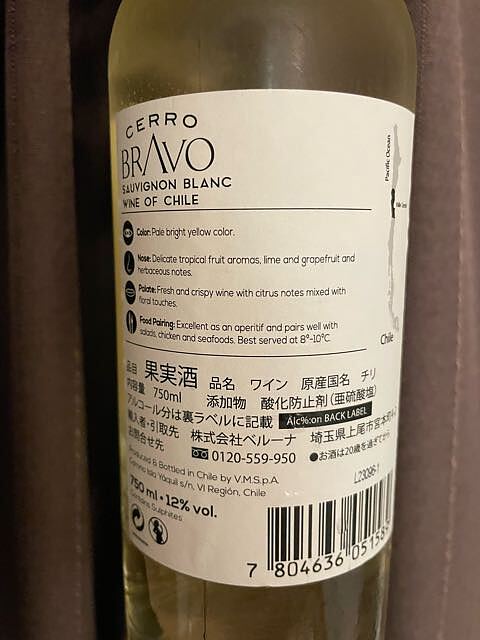 CERRO
BRAVO
SAUVIGNON BLANC
WINE OF CHILE
Pacific Ocean
Chile
Color: Pale bright yellow color.
Nose: Delicate tropical fruit aromas, lime and grapefruit and
herbaceous notes.
Palate: Fresh and crispy wine with citrus notes mixed with
floral touches.
Food Pairing: Excellent as an aperitif and pairs well with
salads, chicken and seafoods. Best served at 8°-10°C.
品目 果実酒 品名 ワイン 原産国名 チリ
内容量 750ml 添加物 酸化防止剤(亜硫酸塩)
アルコール分は裏ラベルに記載 Alc%:on BACK LABEL
輸入者・引取先 株式会社ベルーナ 埼玉県上尾市宮本町
お問合せ先 0120-559-950 ●お酒は20歳を過ぎてから
Produced & Bottled in Chile by V.M.S.p.A.
Camino Isla Yáquil s/n, VI Región, Chile
750 ml • 12% vol.
Contains Sulphites
L23086-1
7 804636 05158